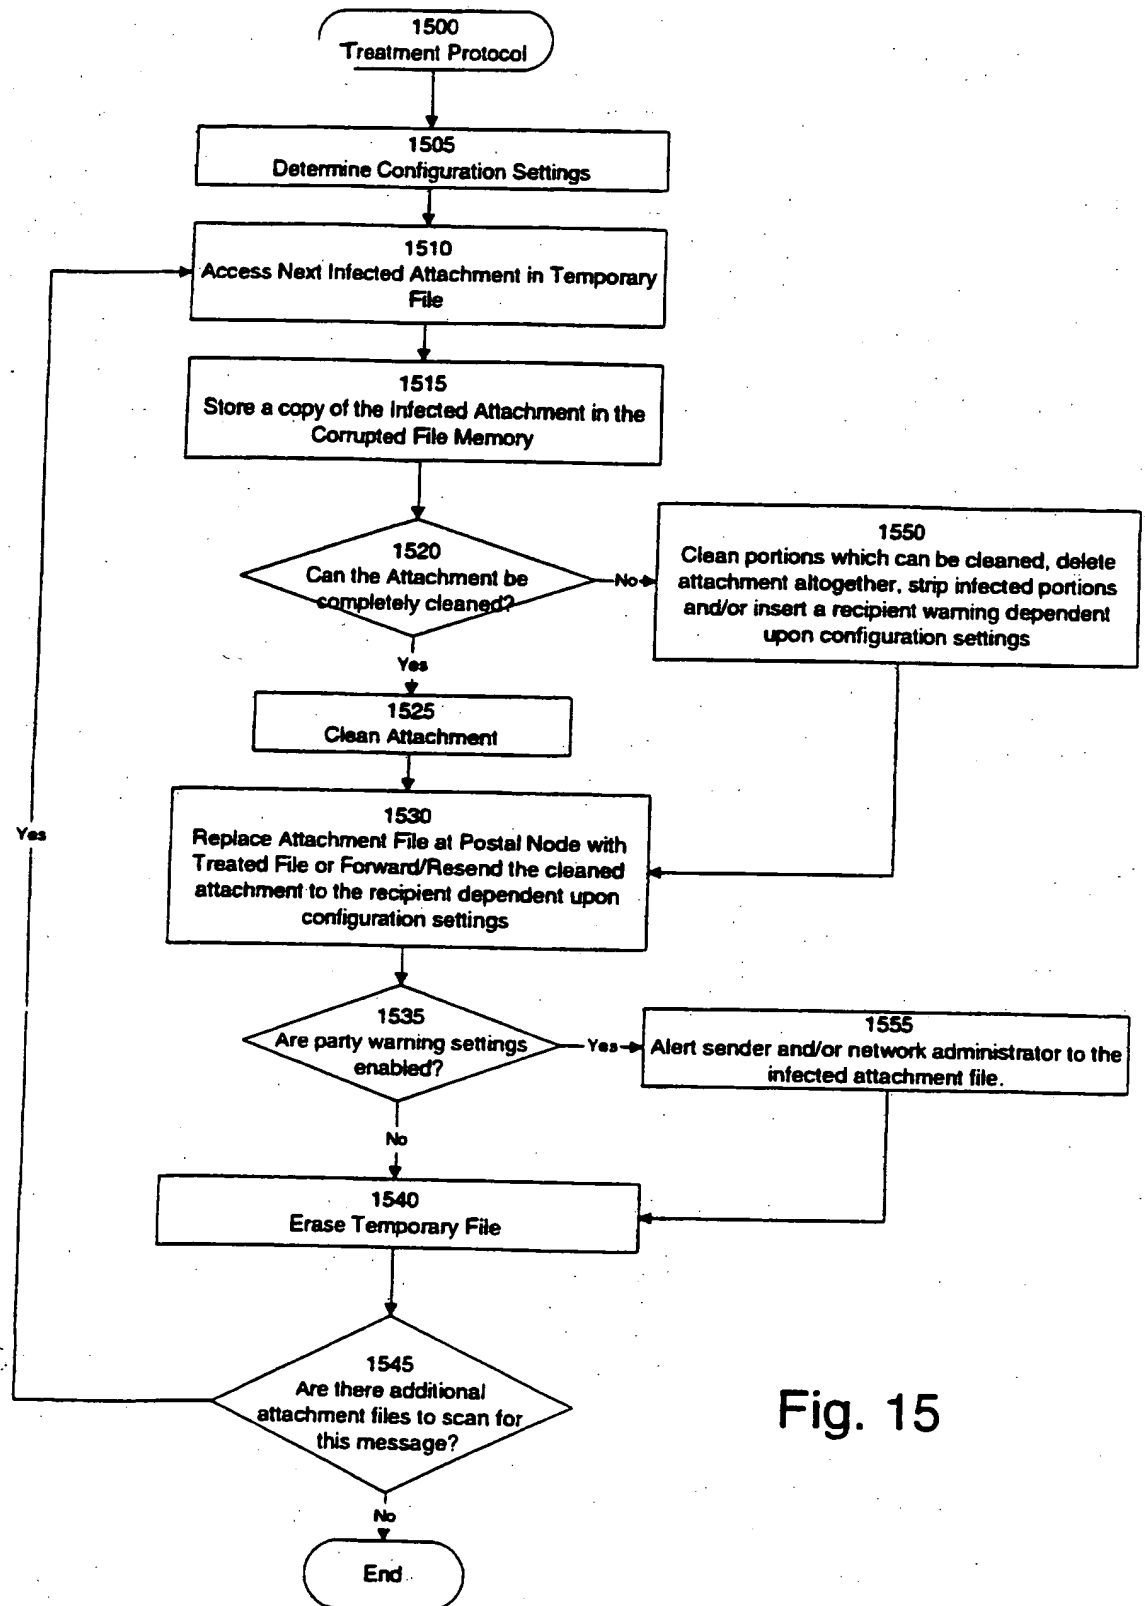 1500
Treatment Protocol
1505
Determine Configuration Settings
1510
Access Next Infected Attachment in Temporary
File
1515
Store a copy of the Infected Attachment in the
Corrupted File Memory
1520
Can the Attachment be
completely cleaned?
No
1550
Clean portions which can be cleaned, delete
attachment altogether, strip infected portions
and/or insert a recipient warning dependent
upon configuration settings
Yes
1525
Clean Attachment
1530
Replace Attachment File at Postal Node with
Treated File or Forward/Resend the cleaned
attachment to the recipient dependent upon
configuration settings
Yes
1535
Are party warning settings
enabled?
Yes
1555
Alert sender and/or network administrator to the
infected attachment file.
No
1540
Erase Temporary File
1545
Are there additional
attachment files to scan for
this message?
No
End
Fig. 15